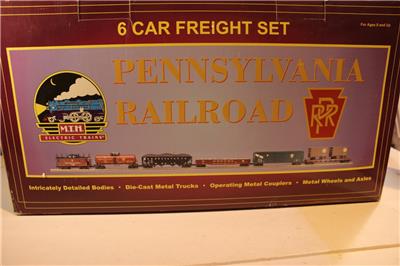 6 CAR FREIGHT SET
For Ages 8 and Up
PENNSYLVANIA
RAILROAD
PRR
M.T.H.
ELECTRIC TRAINS
Intricately Detailed Bodies • Die-Cast Metal Trucks • Operating Metal Couplers • Metal Wheels and Axles